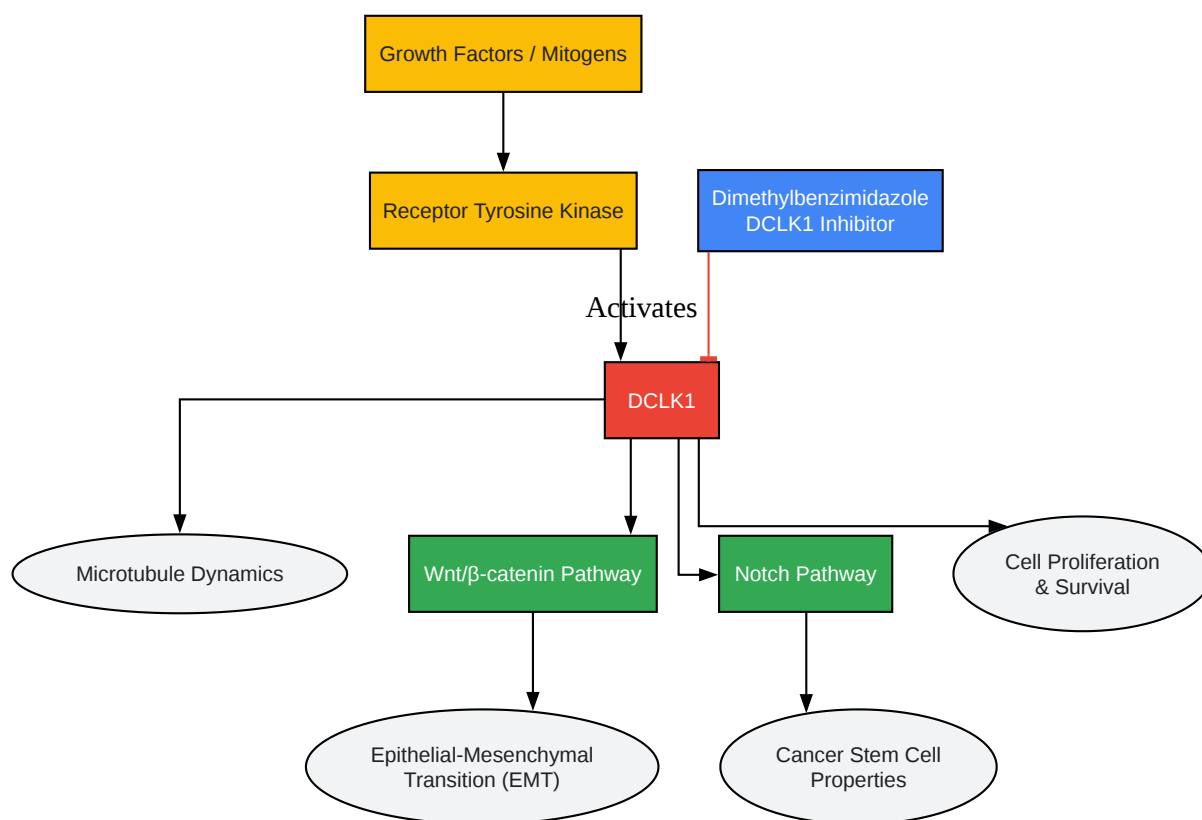 Growth Factors / Mitogens
Receptor Tyrosine Kinase
Dimethylbenzimidazole
DCLK1 Inhibitor
Activates
DCLK1
Microtubule Dynamics
Wnt/β-catenin Pathway
Notch Pathway
Cell Proliferation
& Survival
Epithelial-Mesenchymal
Transition (EMT)
Cancer Stem Cell
Properties